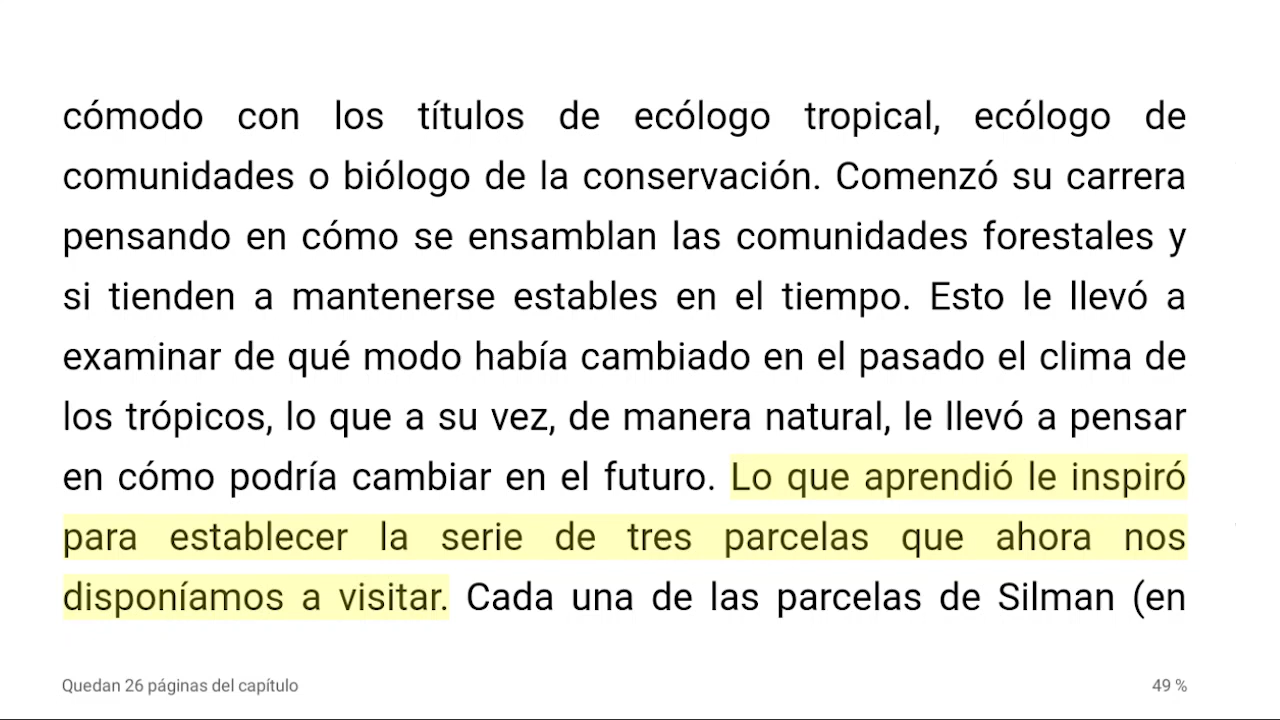 cómodo con los títulos de ecólogo tropical, ecólogo de
comunidades o biólogo de la conservación. Comenzó su carrera
pensando en cómo se ensamblan las comunidades forestales y
si tienden a mantenerse estables en el tiempo. Esto le llevó a
examinar de qué modo había cambiado en el pasado el clima de
los trópicos, lo que a su vez, de manera natural, le llevó a pensar
en cómo podría cambiar en el futuro. Lo que aprendió le inspiró
para establecer la serie de tres parcelas que ahora nos
disponíamos a visitar. Cada una de las parcelas de Silman (en
Quedan 26 páginas del capítulo 49 %